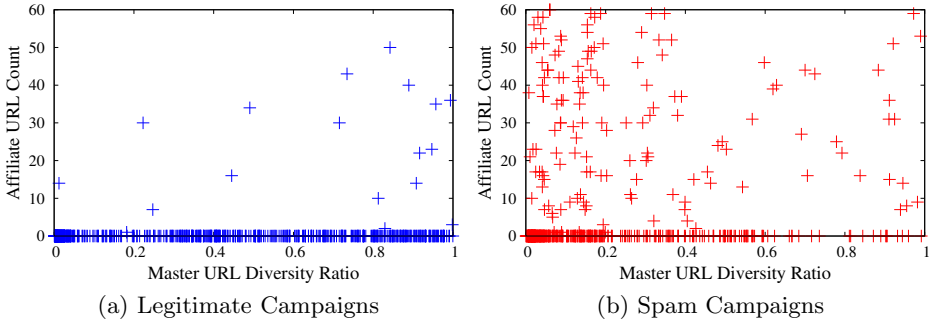 60
50
40
30
20
10
0
Affiliate URL Count
0 0.2 0.4 0.6 0.8 1
Master URL Diversity Ratio
(a) Legitimate Campaigns
60
50
40
30
20
10
0
Affiliate URL Count
0 0.2 0.4 0.6 0.8 1
Master URL Diversity Ratio
(b) Spam Campaigns